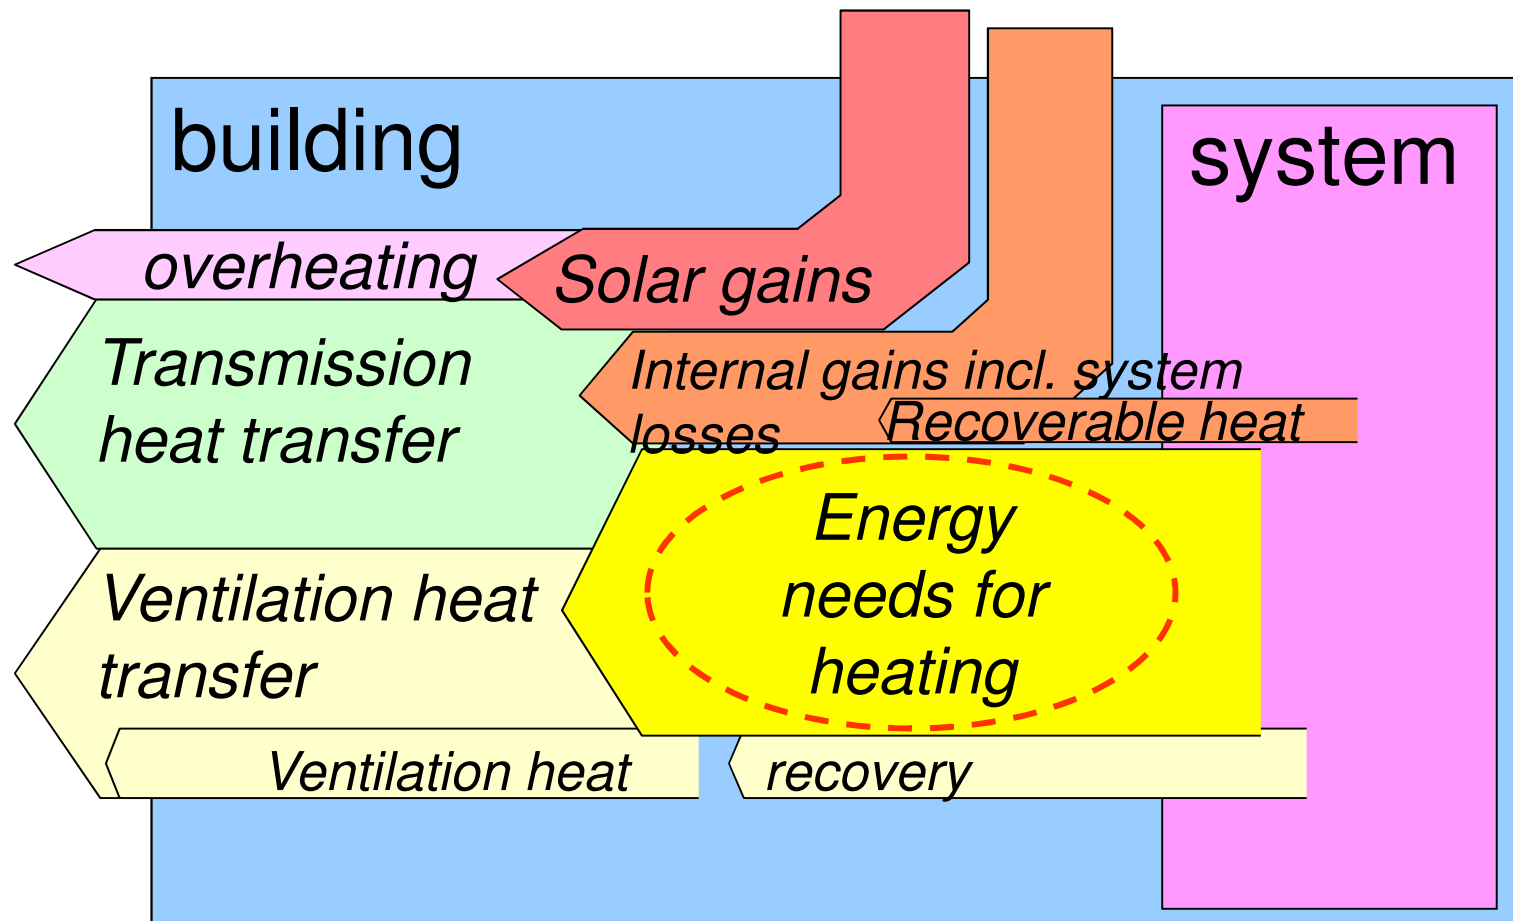 building
system
overheating
Solar gains
Transmission
heat transfer
Internal gains incl. system
losses
Recoverable heat
Energy
needs for
heating
Ventilation heat
transfer
Ventilation heat
recovery